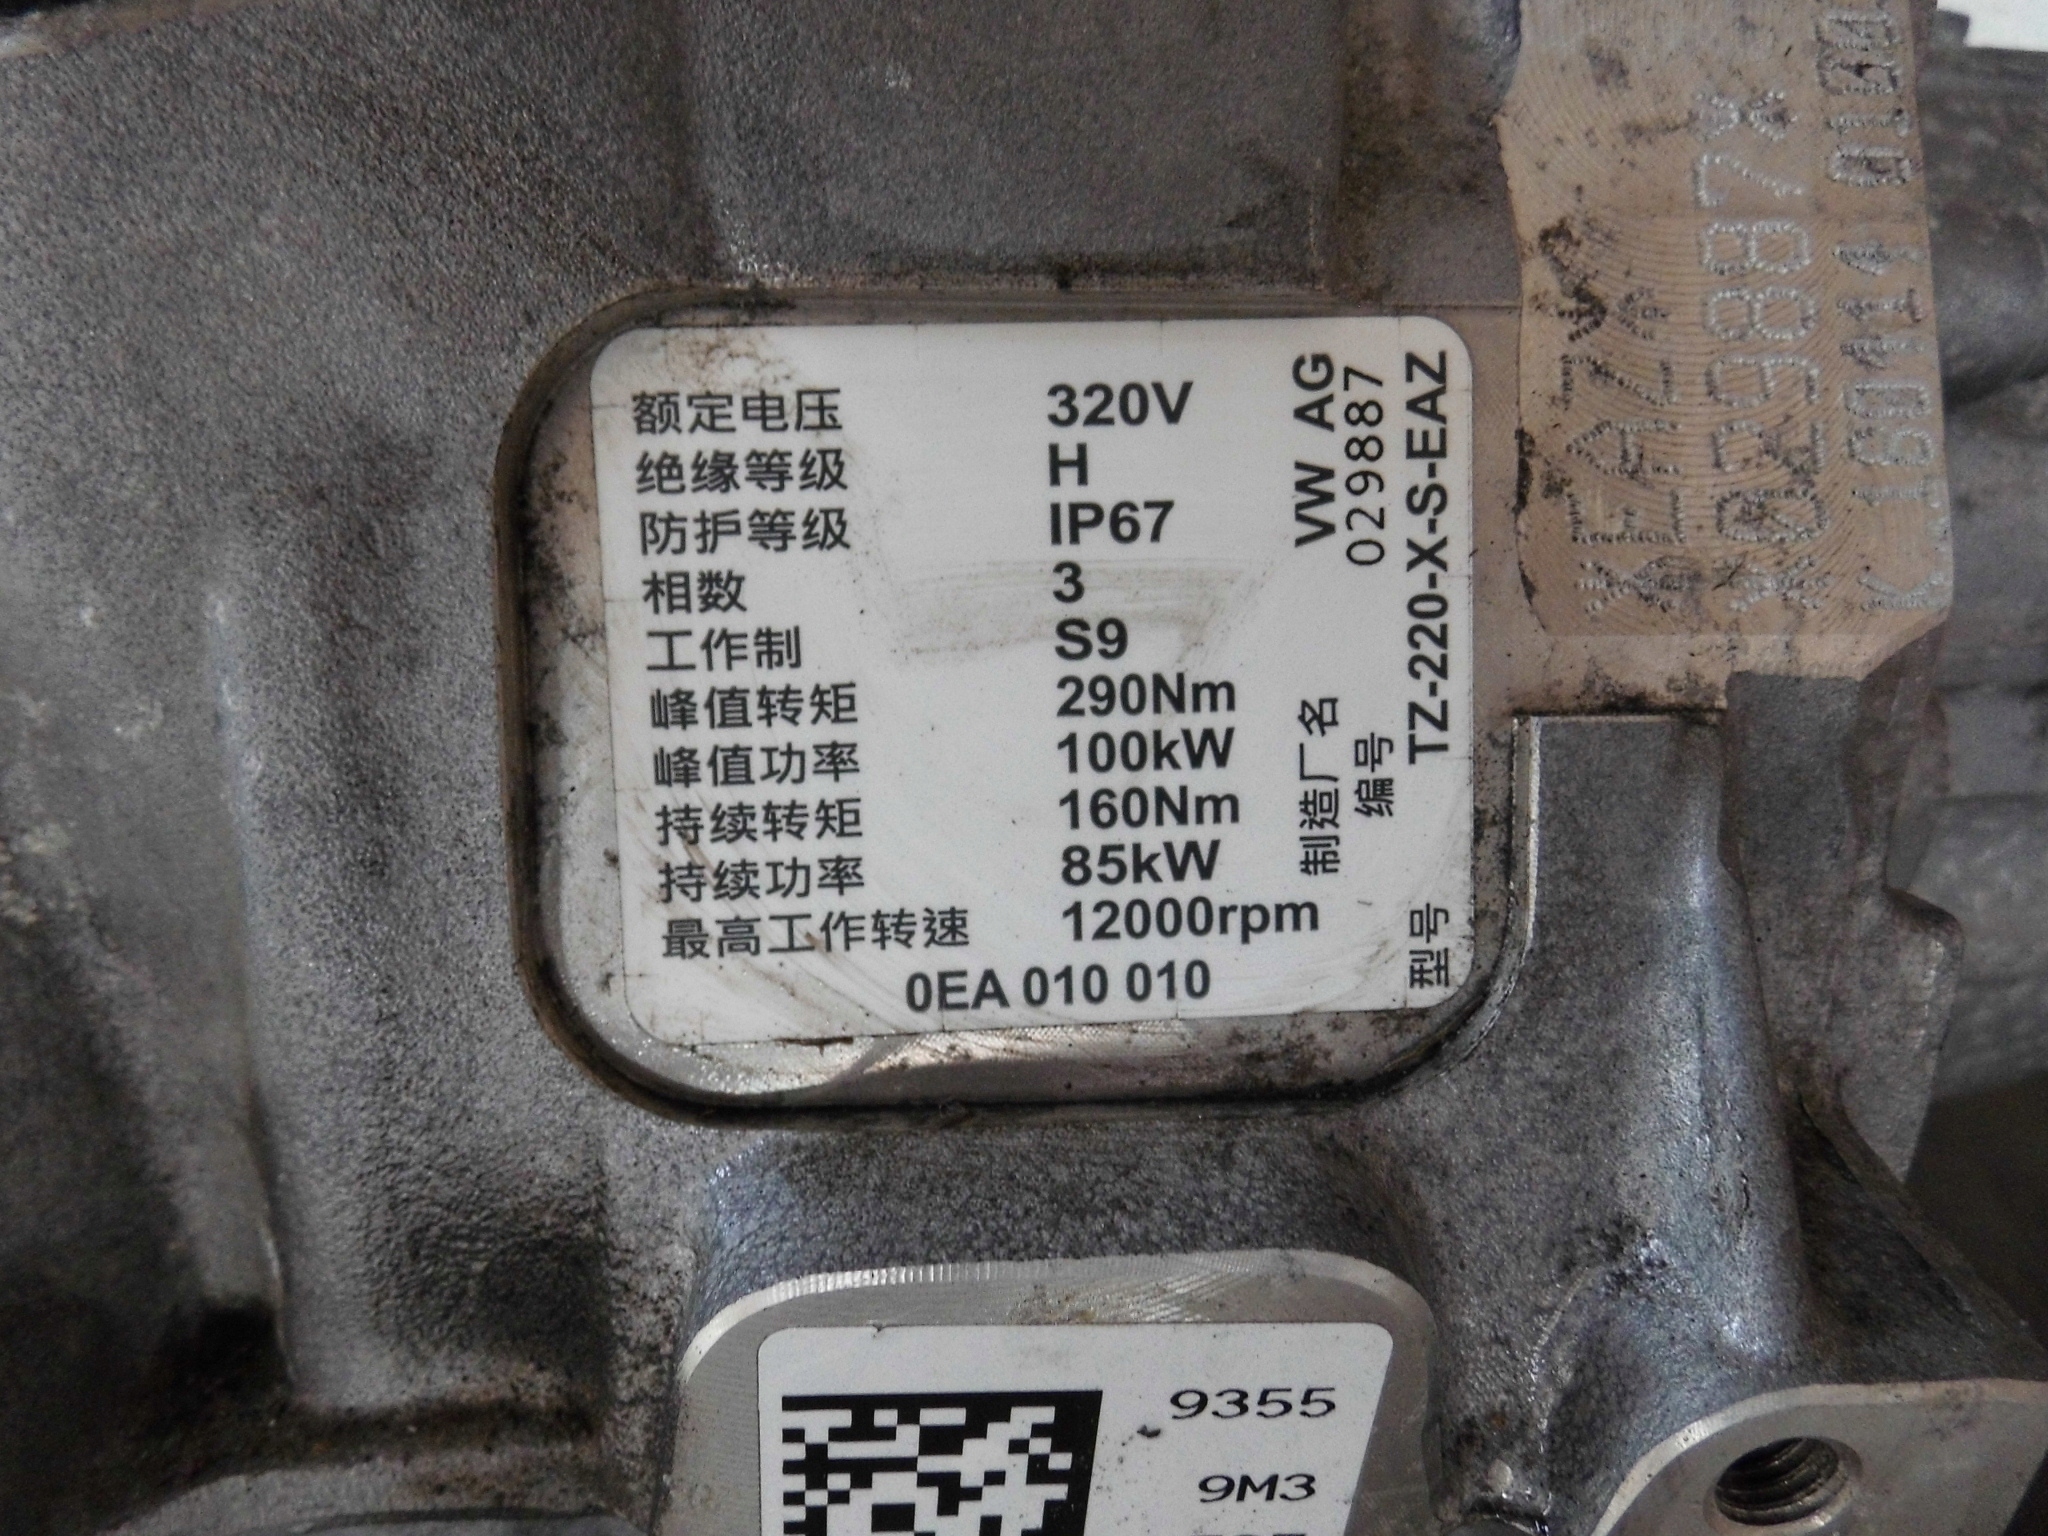 额定电压 320V
绝缘等级 H
防护等级 IP67
相数 3
工作制 S9
峰值转矩 290Nm
峰值功率 100kW
持续转矩 160Nm
持续功率 85kW
最高工作转速 12000rpm
0EA 010 010
制造厂名 VW AG
编号 029887
型号 TZ-220-X-S-EAZ
029887
9355
9M3